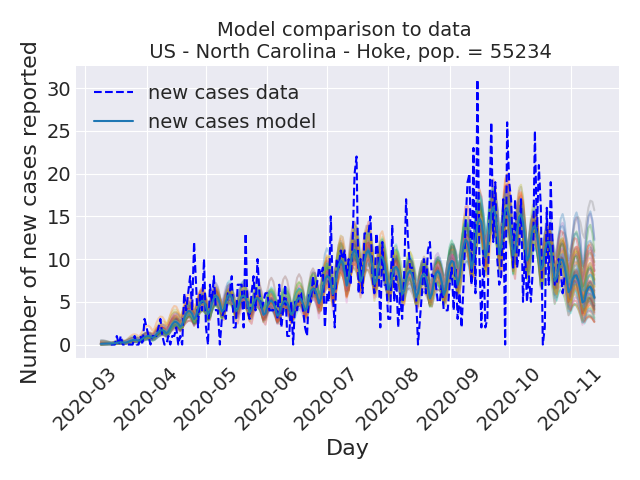 Model comparison to data
US - North Carolina - Hoke, pop. = 55234
Number of new cases reported
30
25
20
15
10
5
0
new cases data
new cases model
2020-03
2020-04
2020-05
2020-06
2020-07
2020-08
2020-09
2020-10
2020-11
Day